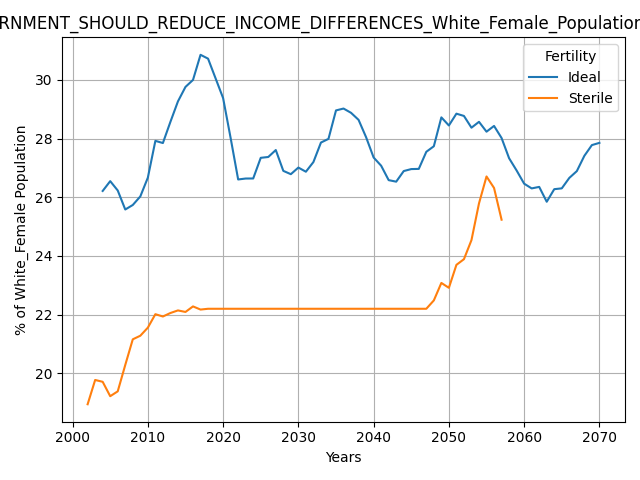 RNMENT_SHOULD_REDUCE_INCOME_DIFFERENCES_White_Female_Population
Fertility
Ideal
Sterile
30
28
26
24
22
20
% of White_Female Population
2000 2010 2020 2030 2040 2050 2060 2070
Years